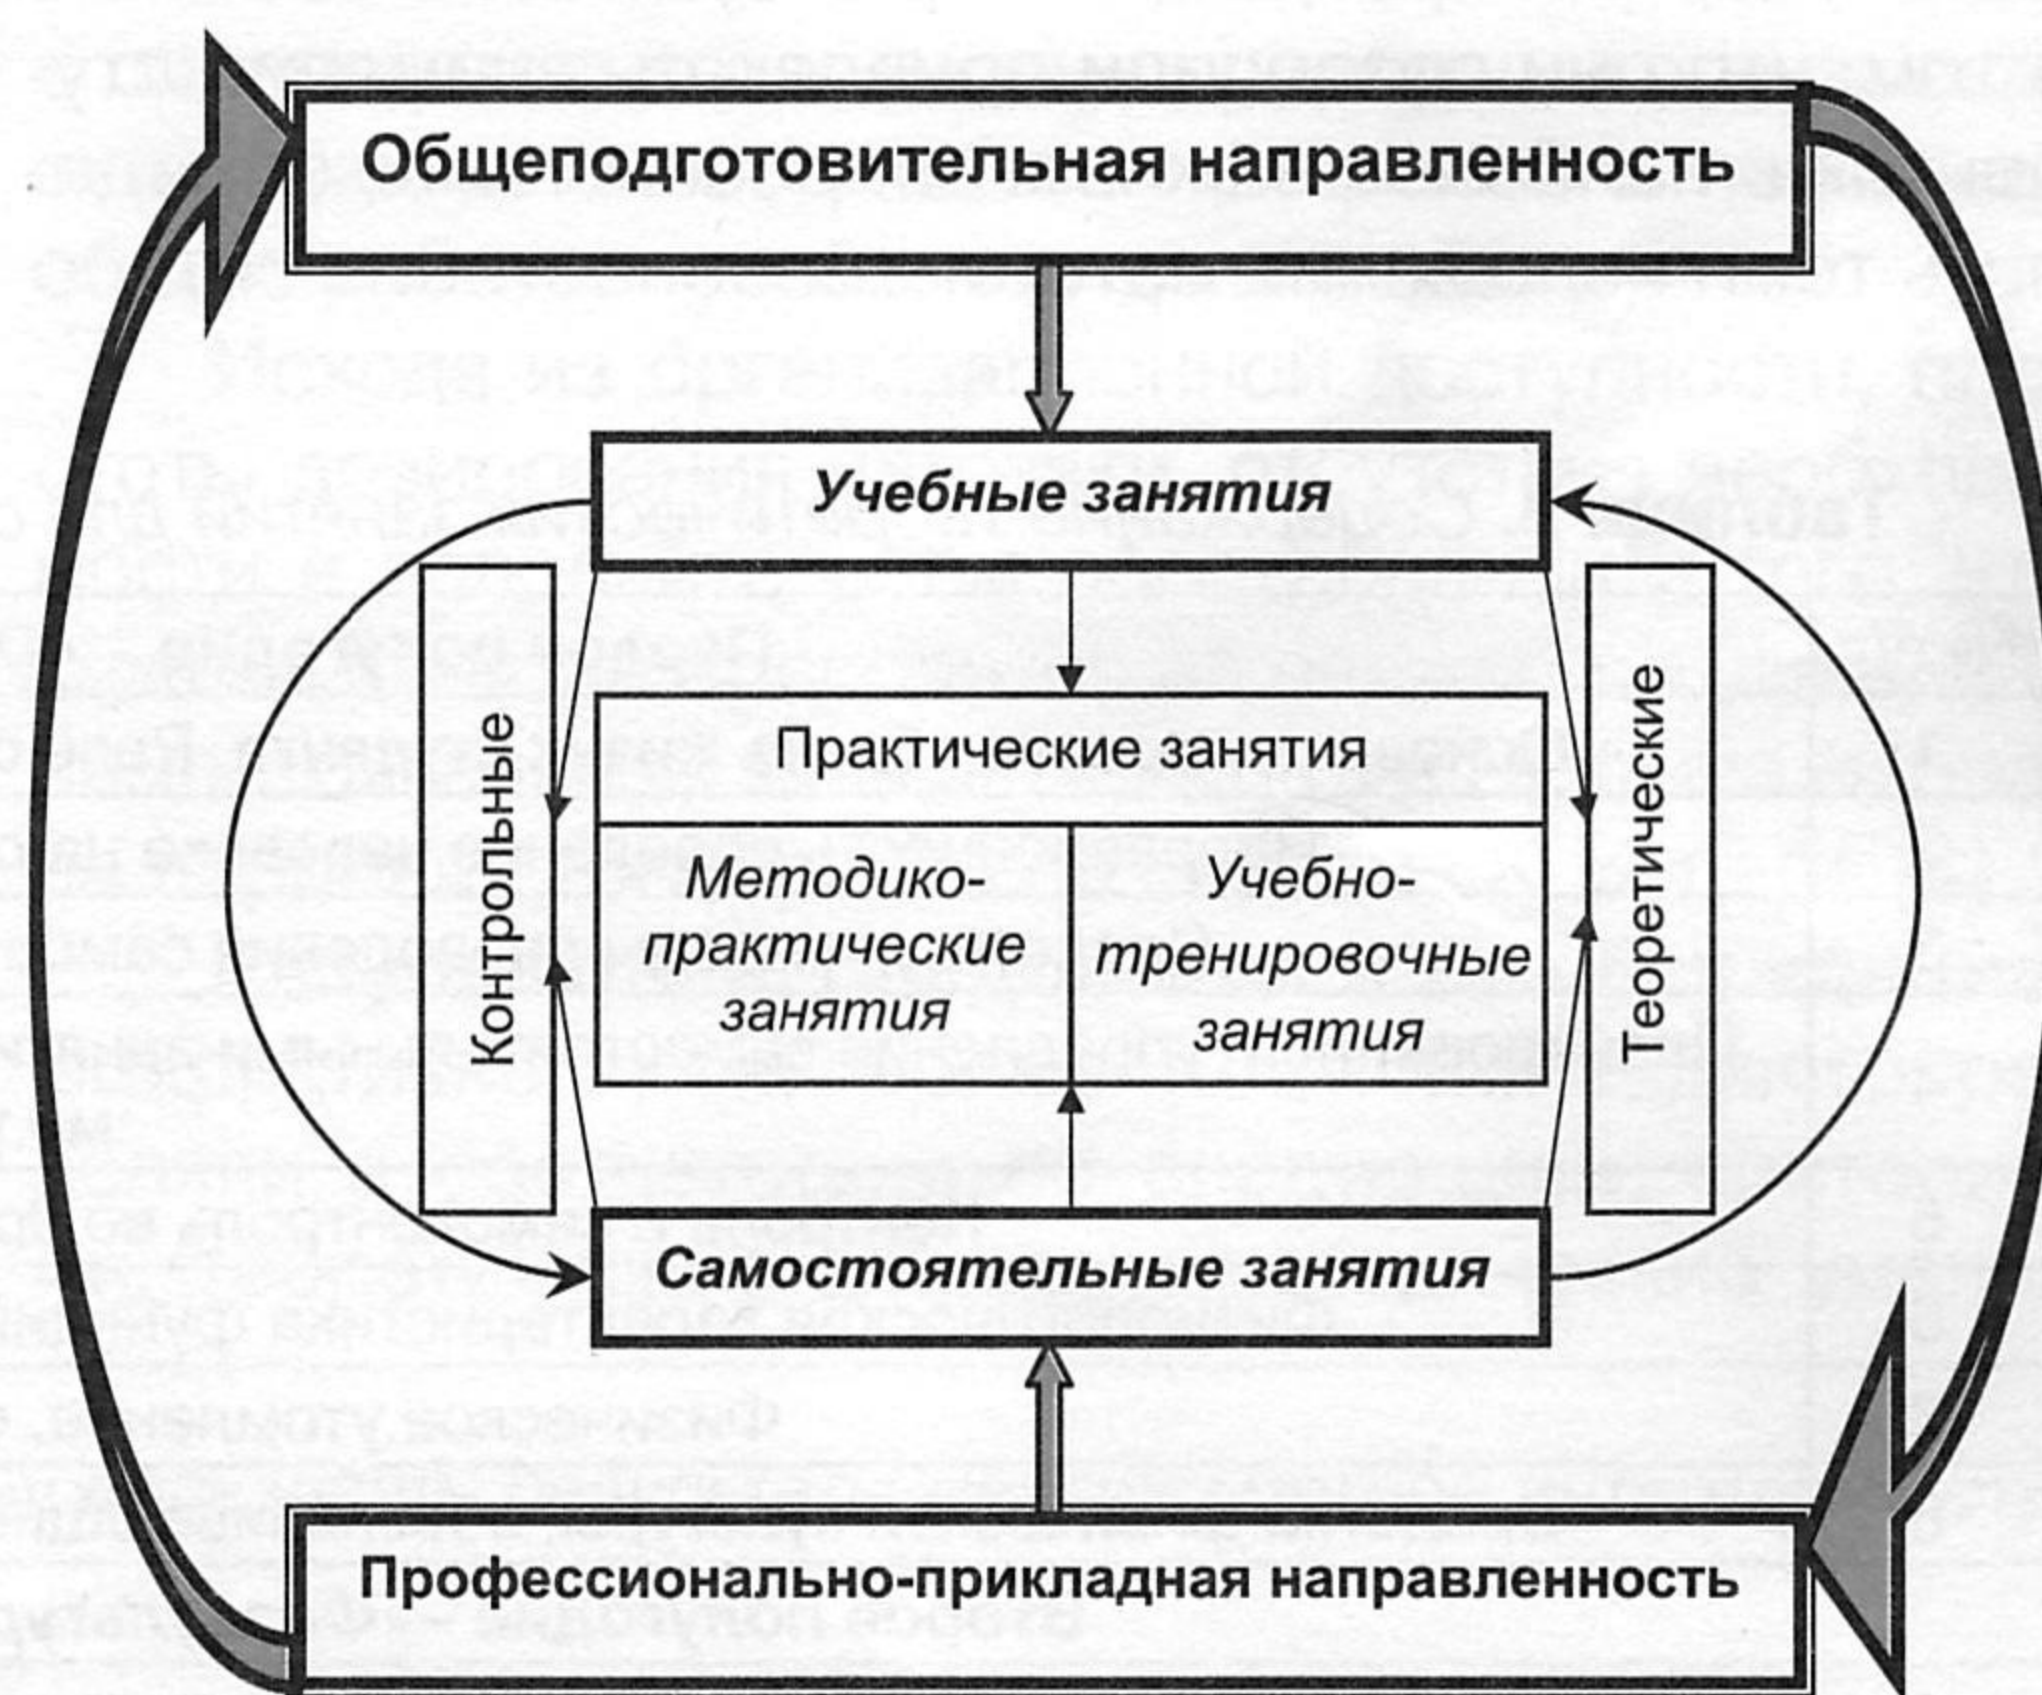 Общеподготовительная направленность
Учебные занятия
Контрольные
Практические занятия
Методико-
практические
занятия
Учебно-
тренировочные
занятия
Теоретические
Самостоятельные занятия
Профессионально-прикладная направленность